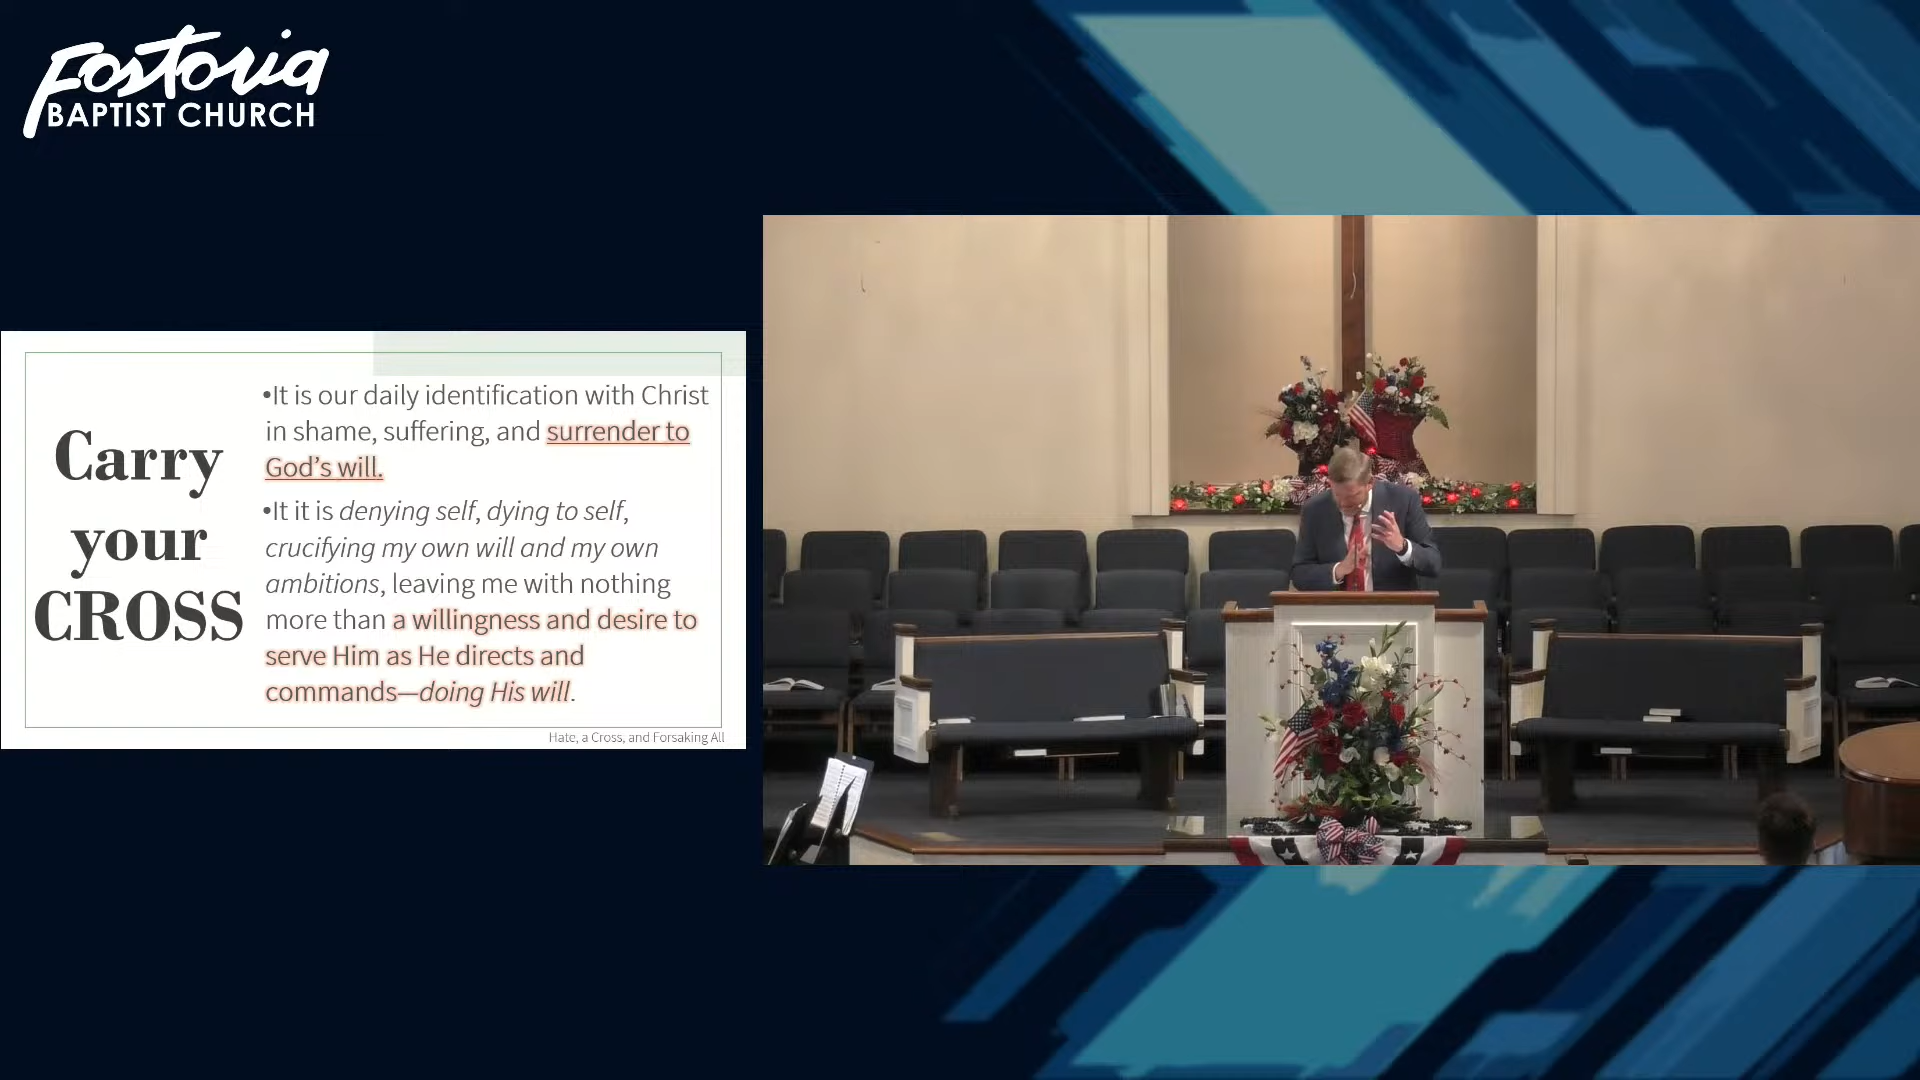 Fostoria
BAPTIST CHURCH
Carry
your
CROSS
•It is our daily identification with Christ
in shame, suffering, and surrender to
God’s will.
•It it is denying self, dying to self,
crucifying my own will and my own
ambitions, leaving me with nothing
more than a willingness and desire to
serve Him as He directs and
commands—doing His will.
Hate, a Cross, and Forsaking All